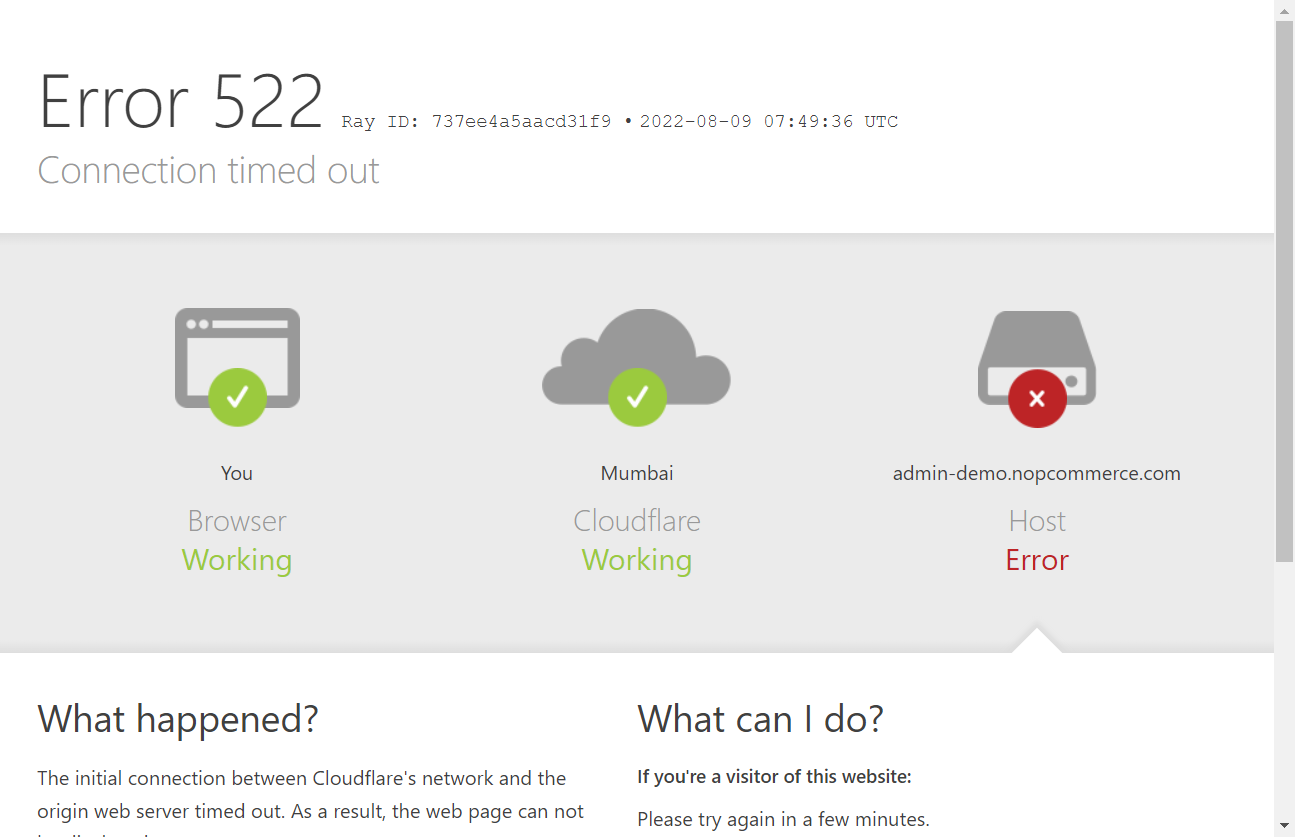 Error 522 Ray ID: 737ee4a5aacd31f9 • 2022-08-09 07:49:36 UTC
Connection timed out
You
Mumbai
admin-demo.nopcommerce.com
Browser
Cloudflare
Host
Working
Working
Error
What happened?
The initial connection between Cloudflare's network and the
origin web server timed out. As a result, the web page can not
What can I do?
If you're a visitor of this website:
Please try again in a few minutes.